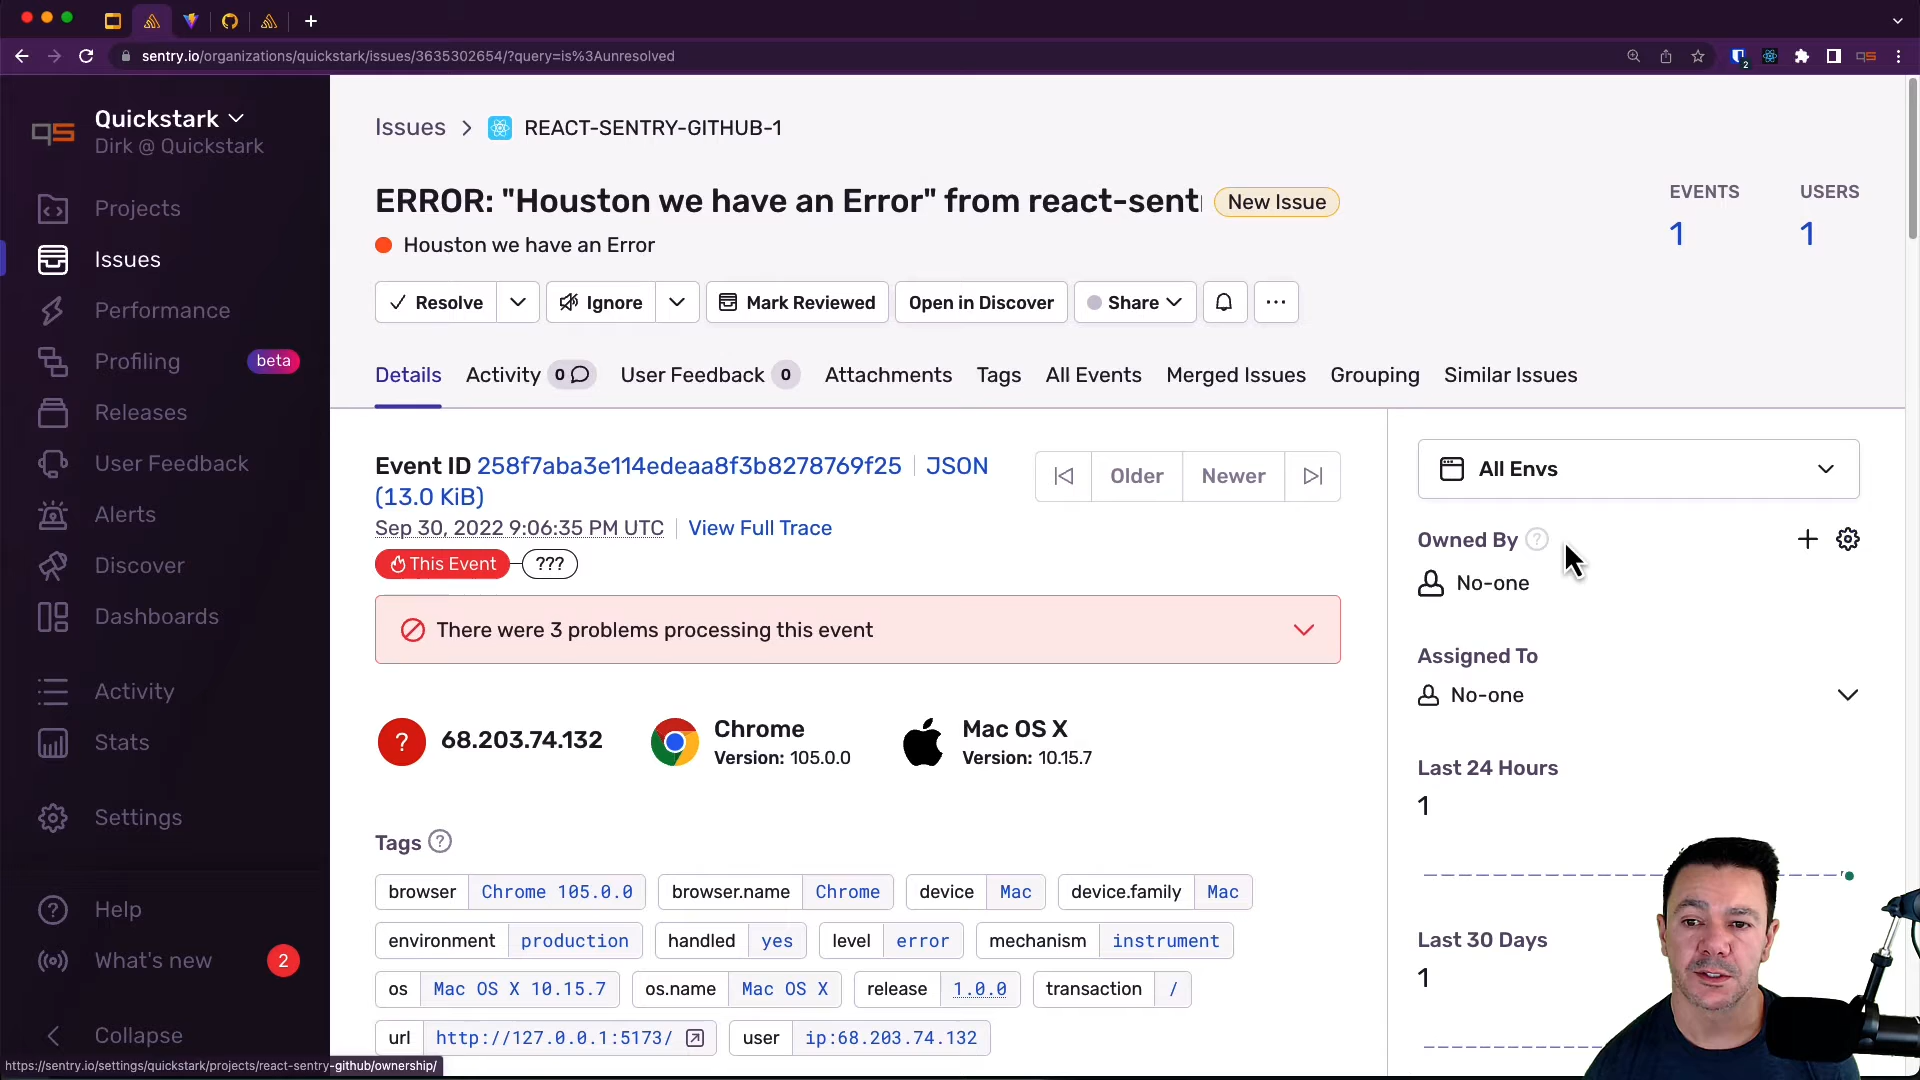 sentry.io/organizations/quickstark/issues/3635302654/?query=is%3Aunresolved
2
Quickstark
Dirk @ Quickstark
Projects
Issues
Performance
Profiling beta
Releases
User Feedback
Alerts
Discover
Dashboards
Activity
Stats
Settings
Help
What's new 2
Collapse
https://sentry.io/settings/quickstark/projects/react-sentry-github/ownership/
Issues > REACT-SENTRY-GITHUB-1
ERROR: "Houston we have an Error" from react-sent New Issue
Houston we have an Error
EVENTS USERS
1 1
Resolve Ignore Mark Reviewed Open in Discover Share
Details Activity 0 User Feedback 0 Attachments Tags All Events Merged Issues Grouping Similar Issues
Event ID 258f7aba3e114edeaa8f3b8278769f25 JSON
(13.0 KiB)
Sep 30, 2022 9:06:35 PM UTC View Full Trace
Older Newer
This Event ???
There were 3 problems processing this event
? 68.203.74.132
Chrome
Version: 105.0.0
Mac OS X
Version: 10.15.7
Tags ?
browser Chrome 105.0.0 browser.name Chrome device Mac device.family Mac
environment production handled yes level error mechanism instrument
os Mac OS X 10.15.7 os.name Mac OS X release 1.0.0 transaction /
url http://127.0.0.1:5173/ user ip:68.203.74.132
All Envs
Owned By ?
No-one
Assigned To
No-one
Last 24 Hours
1
Last 30 Days
1